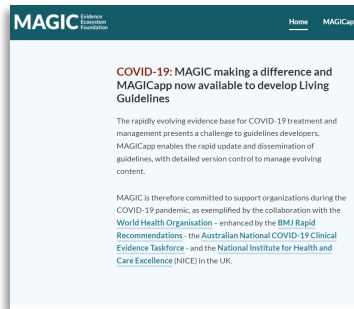 MAGIC Evidence
Ecosystem
Foundation
Home MAGICap
COVID-19: MAGIC making a difference and
MAGICapp now available to develop Living
Guidelines
The rapidly evolving evidence base for COVID-19 treatment and
management presents a challenge to guidelines developers.
MAGICapp enables the rapid update and dissemination of
guidelines, with detailed version control to manage evolving
content.
MAGIC is therefore committed to support organizations during the
COVID-19 pandemic, as exemplified by the collaboration with the
World Health Organisation – enhanced by the BMJ Rapid
Recommendations - the Australian National COVID-19 Clinical
Evidence Taskforce - and the National Institute for Health and
Care Excellence (NICE) in the UK.